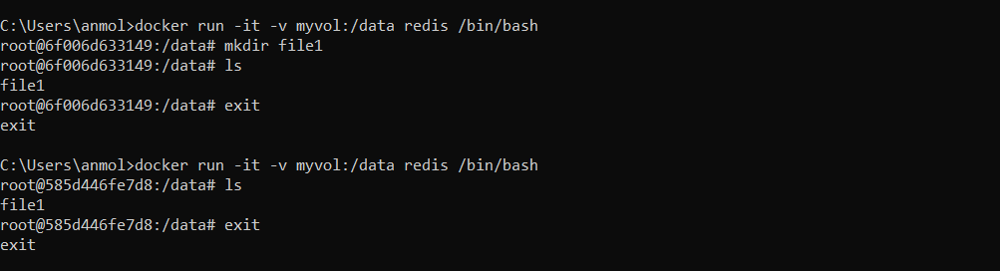 C:\Users\anmol>docker run -it -v myvol:/data redis /bin/bash
root@6f006d633149:/data# mkdir file1
root@6f006d633149:/data# ls
file1
root@6f006d633149:/data# exit
exit
C:\Users\anmol>docker run -it -v myvol:/data redis /bin/bash
root@585d446fe7d8:/data# ls
file1
root@585d446fe7d8:/data# exit
exit